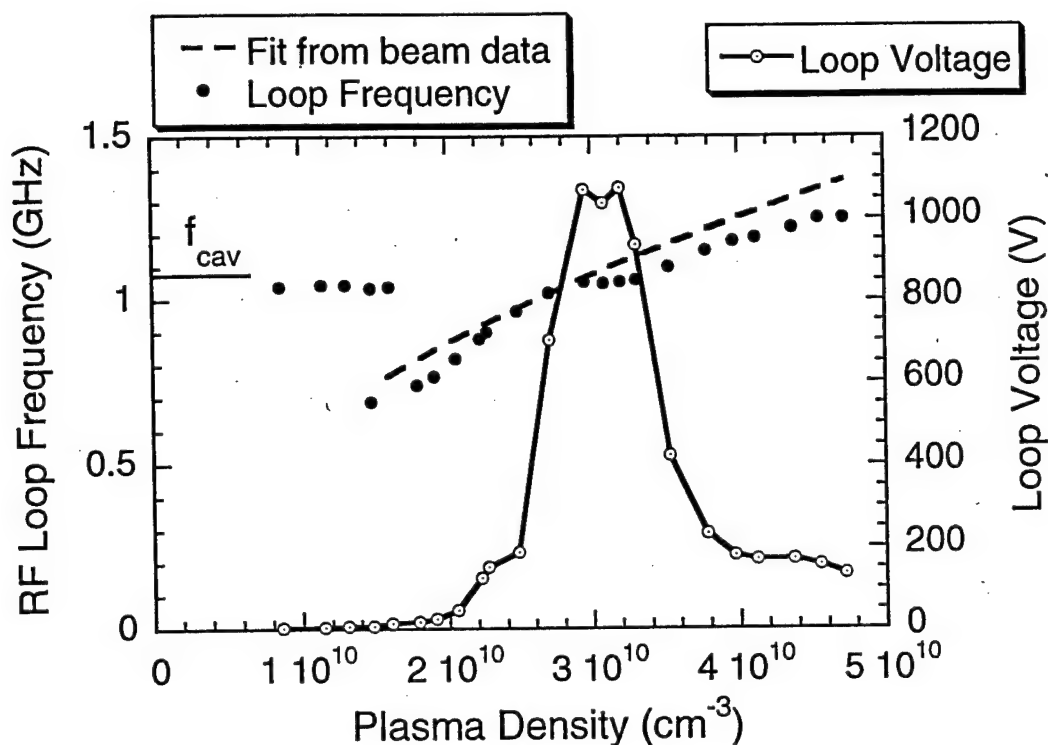 Fit from beam data
Loop Frequency
Loop Voltage
1.5
1
0.5
0
RF Loop Frequency (GHz)
f_cav
1200
1000
800
600
400
200
0
Loop Voltage (V)
0
1 10^10
2 10^10
3 10^10
4 10^10
5 10^10
Plasma Density (cm^-3)